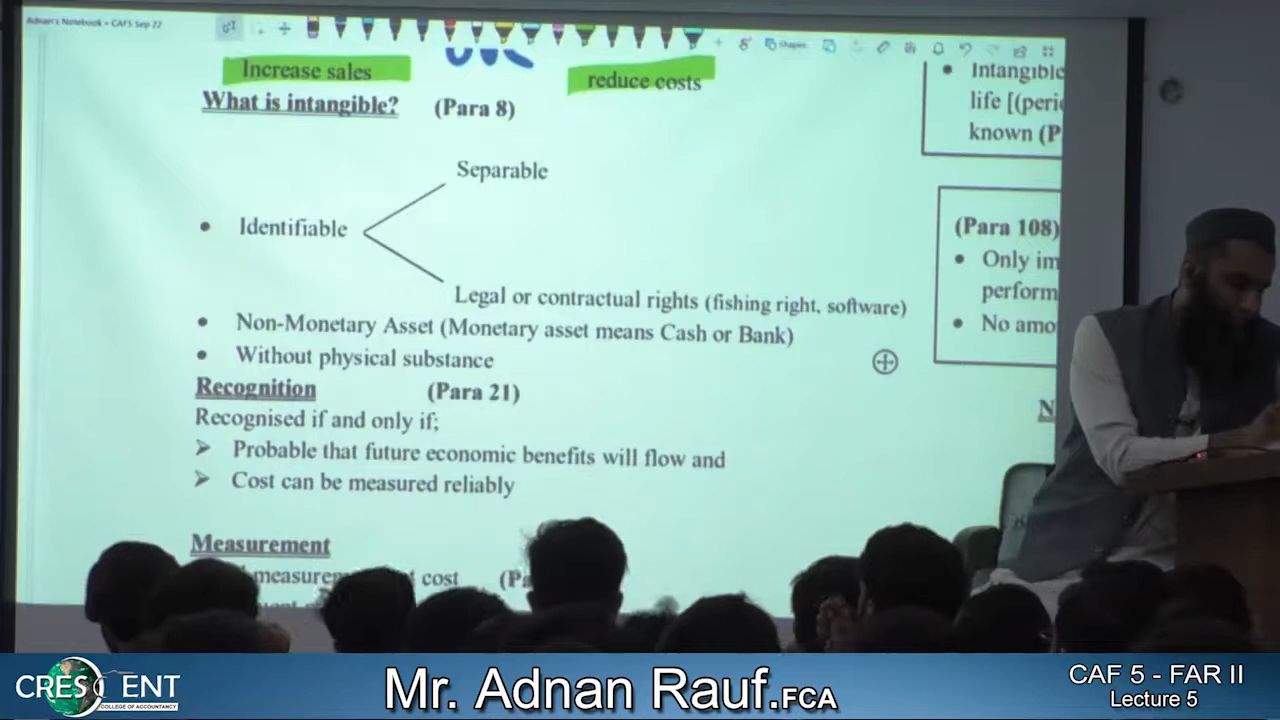 Adnan's Notebook • CAF5 Sep 22
Shapes
Increase sales
reduce costs
What is intangible? (Para 8)
Separable
• Identifiable
Legal or contractual rights (fishing right, software)
• Non-Monetary Asset (Monetary asset means Cash or Bank)
• Without physical substance
Recognition (Para 21)
Recognised if and only if;
➢ Probable that future economic benefits will flow and
➢ Cost can be measured reliably
Measurement
measurement cost (Pa
• Intangible
life [(peri
known (P
(Para 108)
• Only im
perform
• No amo
N
CRESCENT
COLLEGE OF ACCOUNTANCY
Mr. Adnan Rauf.FCA
CAF 5 - FAR II
Lecture 5